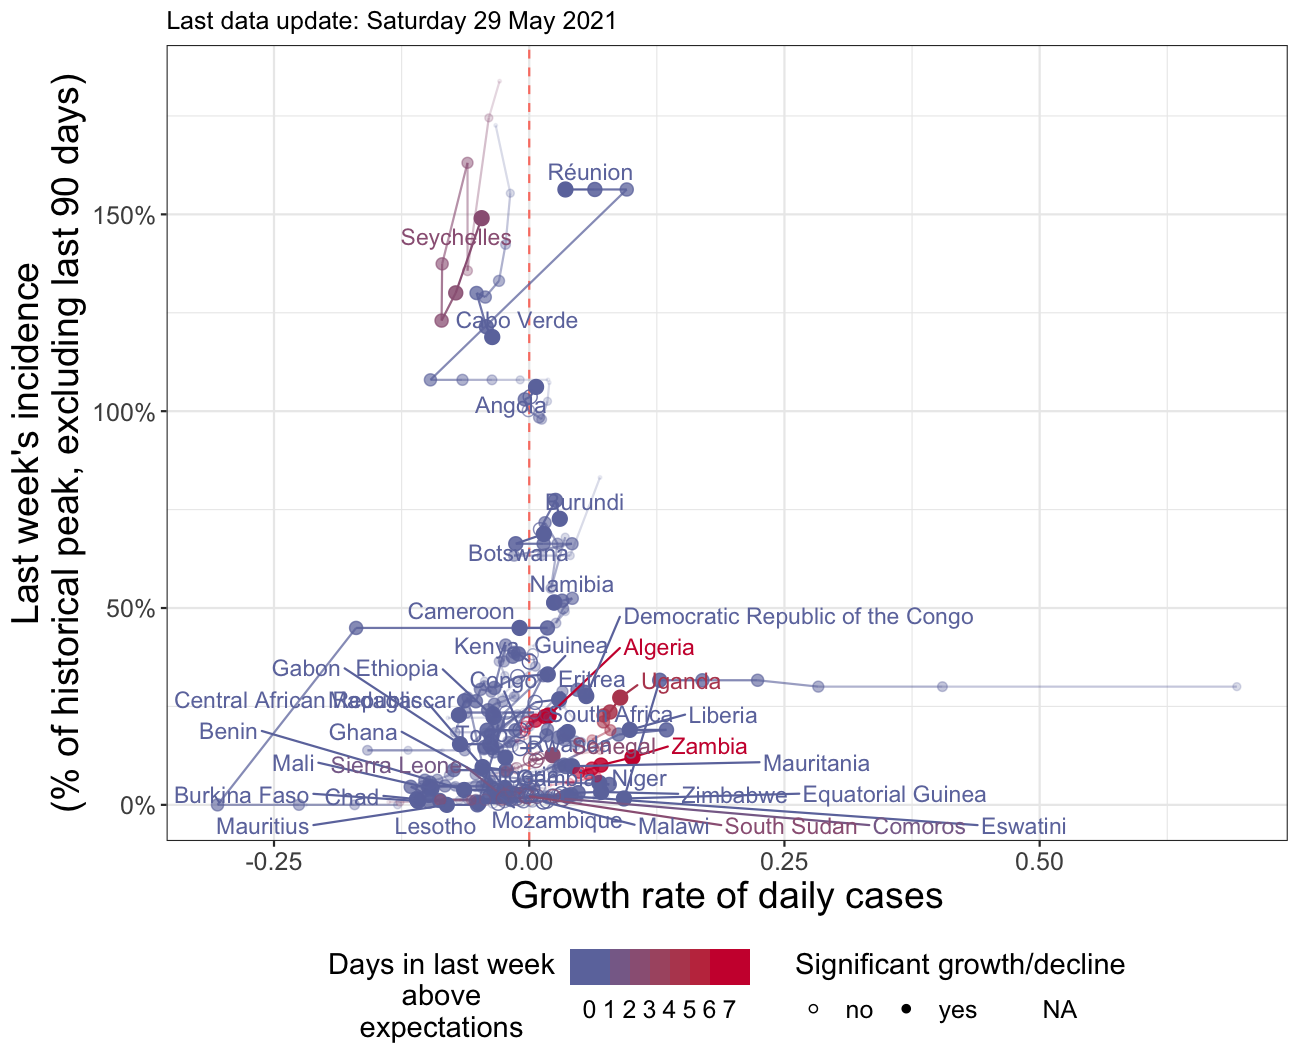 Last data update: Saturday 29 May 2021
Last week's incidence
(% of historical peak, excluding last 90 days)
150%
100%
50%
0%
Réunion
Seychelles
Cabo Verde
Angola
Burundi
Botswana
Namibia
Cameroon
Democratic Republic of the Congo
Kenya
Guinea
Algeria
Gabon
Ethiopia
Congo
Eritrea
Uganda
Central African Republic
Madagascar
South Africa
Liberia
Benin
Ghana
Togo
Rwanda
Senegal
Zambia
Mali
Sierra Leone
Gambia
Niger
Mauritania
Burkina Faso
Chad
Zimbabwe
Equatorial Guinea
Mauritius
Lesotho
Mozambique
Malawi
South Sudan
Comoros
Eswatini
-0.25
0.00
0.25
0.50
Growth rate of daily cases
Days in last week
above
expectations
0 1 2 3 4 5 6 7
Significant growth/decline
no
yes
NA